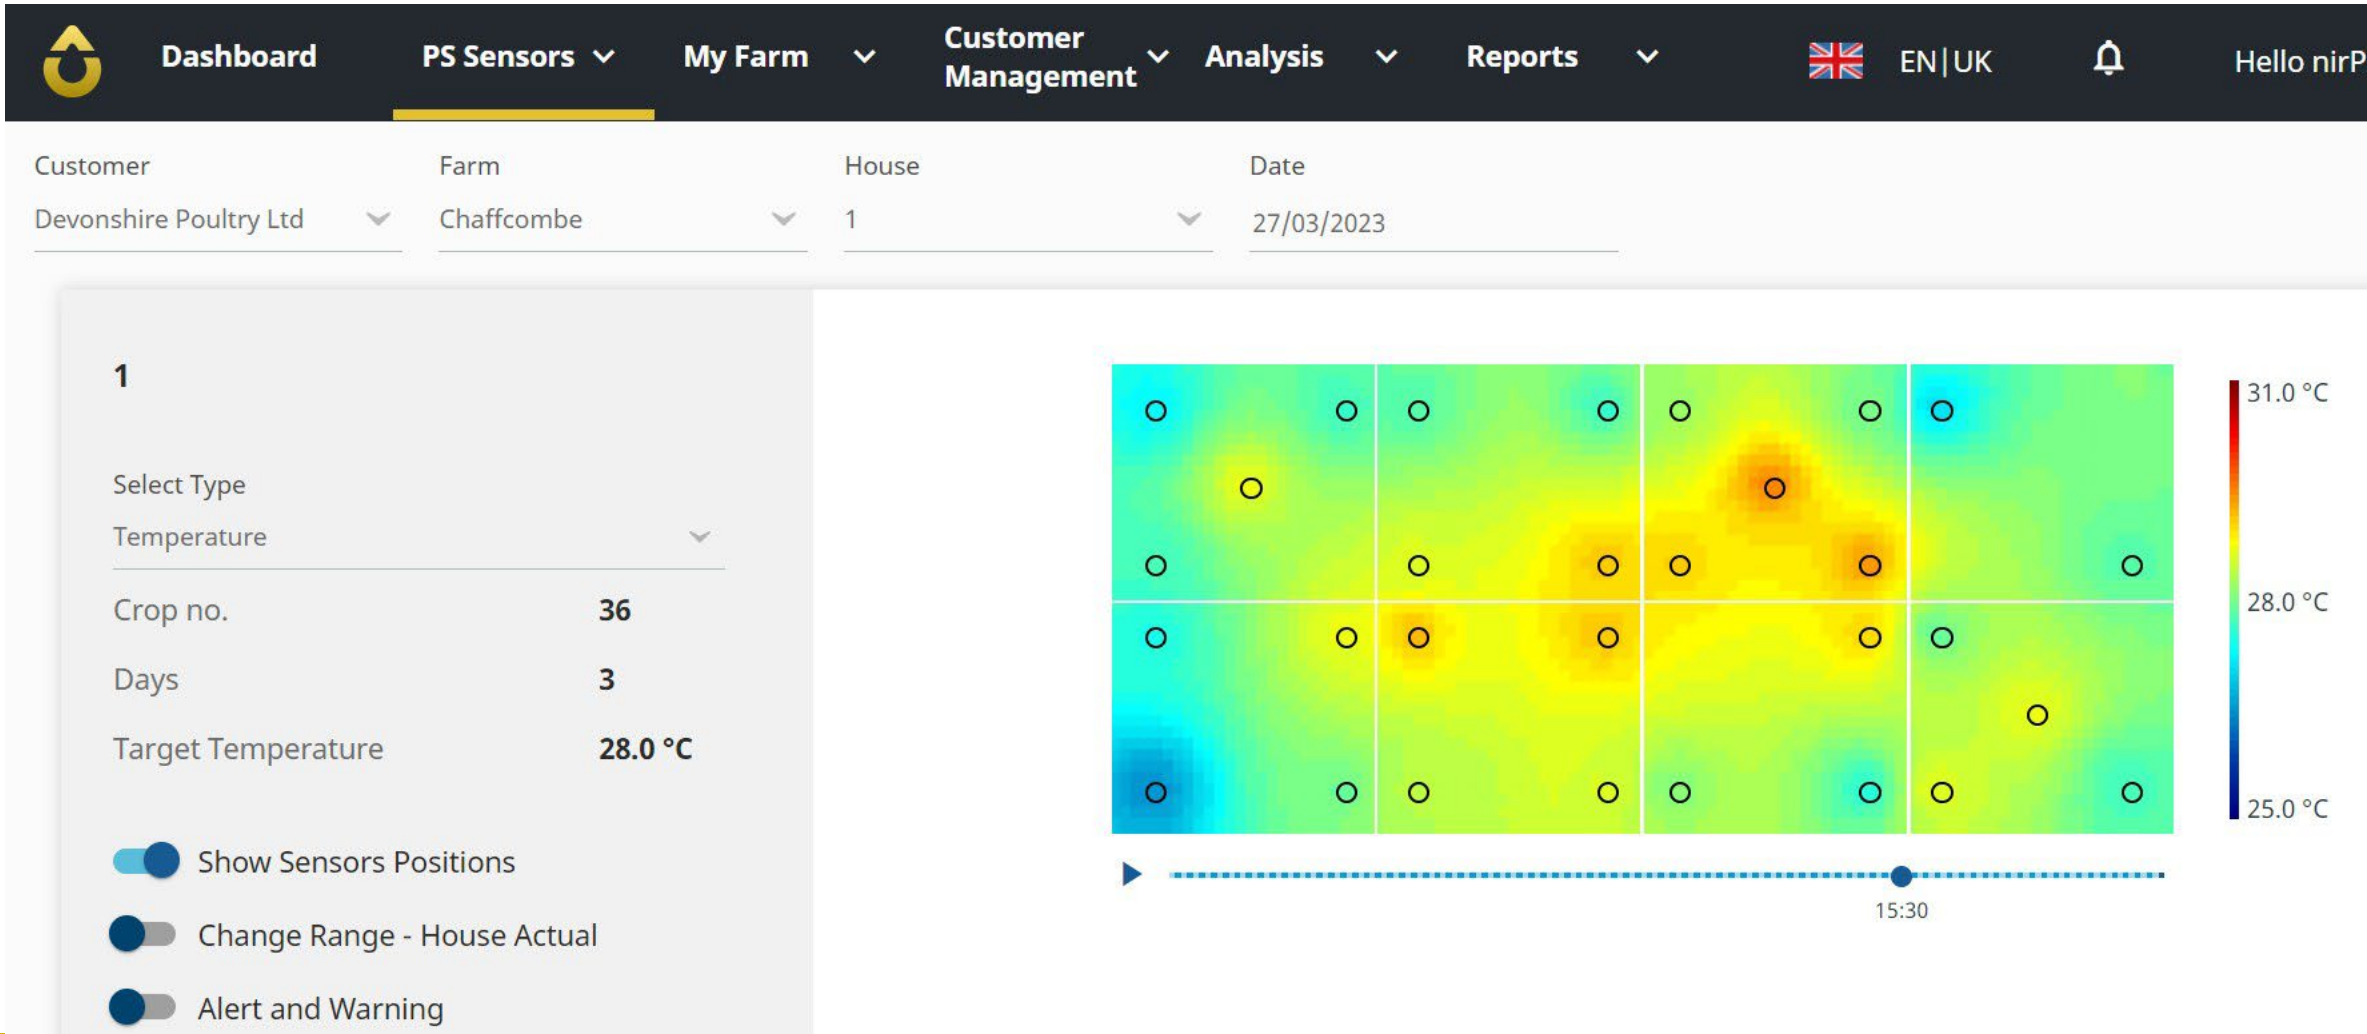 Dashboard
PS Sensors
My Farm
Customer
Management
Analysis
Reports
EN|UK
Hello nirP
Customer
Farm
House
Date
Devonshire Poultry Ltd
Chaffcombe
1
27/03/2023
1
Select Type
Temperature
Crop no. 36
Days 3
Target Temperature 28.0 °C
Show Sensors Positions
Change Range - House Actual
Alert and Warning
31.0 °C
28.0 °C
25.0 °C
15:30